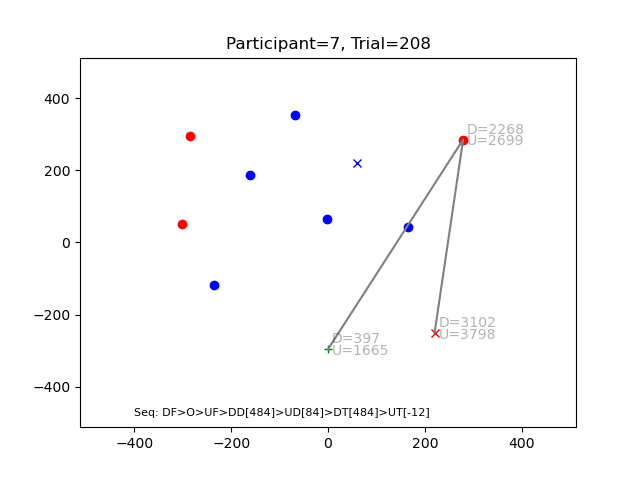 Participant=7, Trial=208
400
200
0
−200
−400
D=2268
U=2699
D=397
U=1665
D=3102
U=3798
Seq: DF>O>UF>DD[484]>UD[84]>DT[484]>UT[-12]
−400
−200
0
200
400